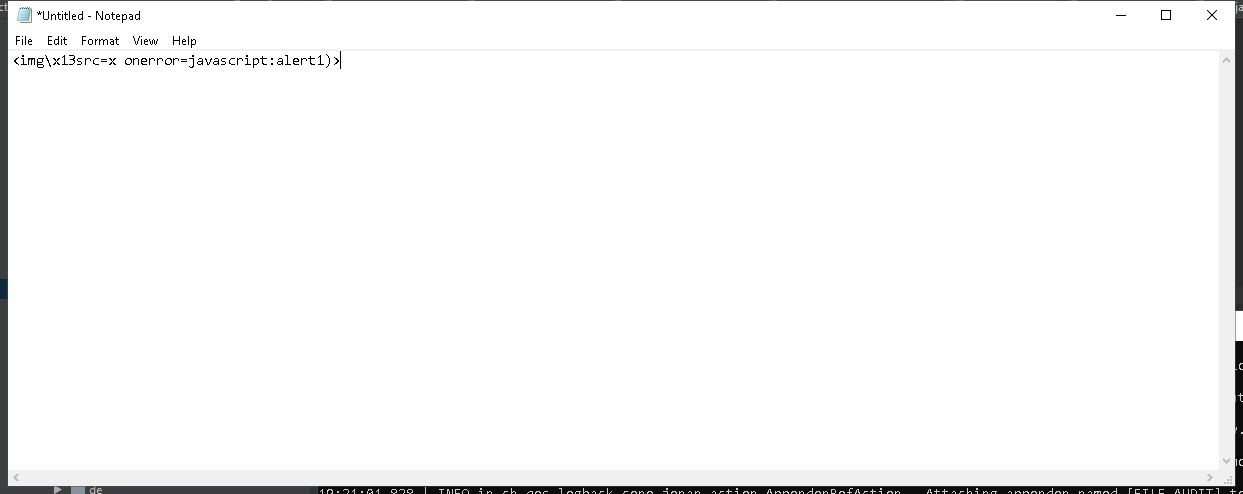 *Untitled - Notepad
File Edit Format View Help
<img\x13src=x onerror=javascript:alert1)>
de
19:21:01,828 | INFO in ch.qos.logback.core.joran.action.AppenderRefAction - Attaching appender named [FILE_AUDIT] t